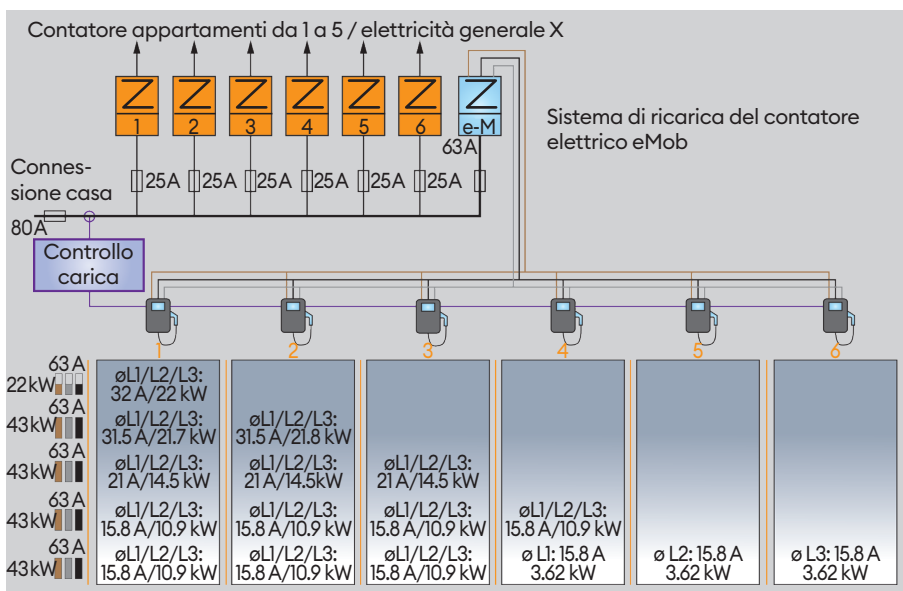 Contatore appartamenti da 1 a 5 / elettricità generale X
1
2
3
4
5
6
e-M
63A
Sistema di ricarica del contatore
elettrico eMob
Connes-
sione casa
25A
25A
25A
25A
25A
25A
80A
Controllo
carica
1
2
3
4
5
6
63 A
22kW
øL1/L2/L3:
32 A/22 kW
63 A
43kW
øL1/L2/L3:
31.5 A/21.7 kW
øL1/L2/L3:
31.5 A/21.8 kW
63 A
43kW
øL1/L2/L3:
21 A/14.5 kW
øL1/L2/L3:
21 A/14.5kW
øL1/L2/L3:
21 A/14.5 kW
63 A
43kW
øL1/L2/L3:
15.8 A/10.9 kW
øL1/L2/L3:
15.8 A/10.9 kW
øL1/L2/L3:
15.8 A/10.9 kW
øL1/L2/L3:
15.8 A/10.9 kW
63 A
43kW
øL1/L2/L3:
15.8 A/10.9 kW
øL1/L2/L3:
15.8 A/10.9 kW
øL1/L2/L3:
15.8 A/10.9 kW
ø L1: 15.8 A
3.62 kW
ø L2: 15.8 A
3.62 kW
ø L3: 15.8 A
3.62 kW